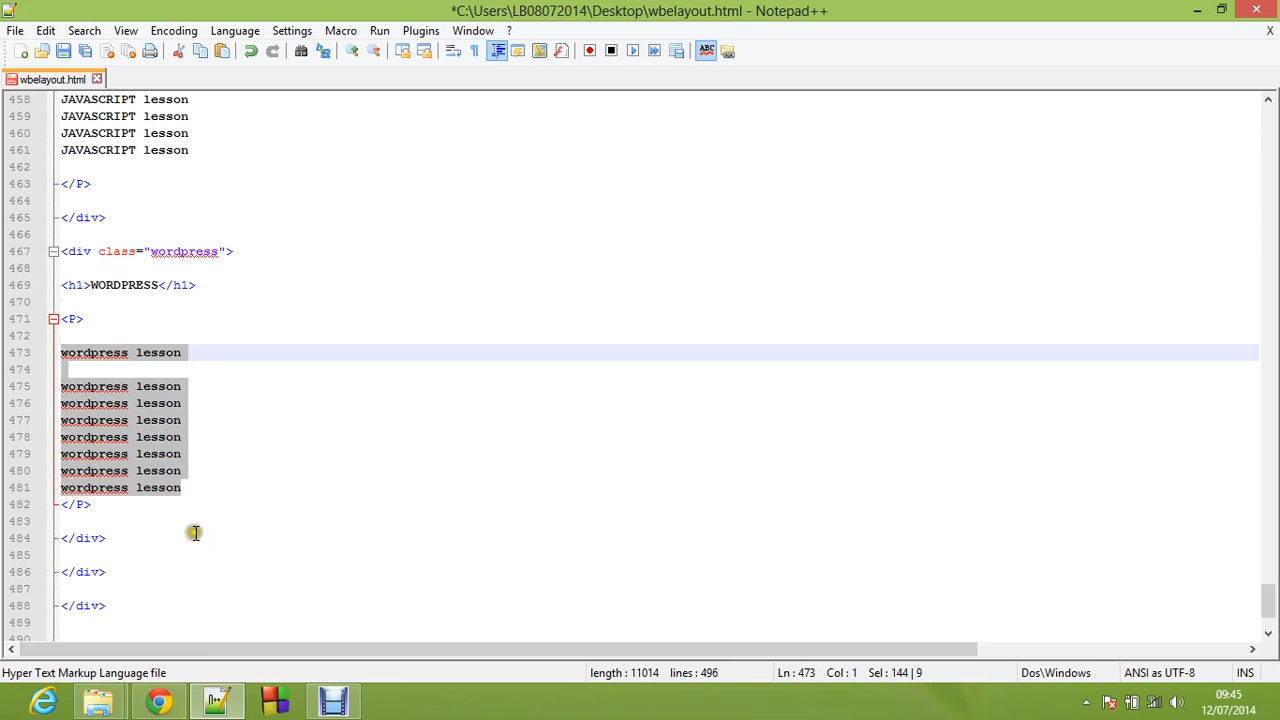 *C:\Users\LB08072014\Desktop\wbelayout.html - Notepad++
File Edit Search View Encoding Language Settings Macro Run Plugins Window ? X
wbelayout.html
458 JAVASCRIPT lesson
459 JAVASCRIPT lesson
460 JAVASCRIPT lesson
461 JAVASCRIPT lesson
462
463 </P>
464
465 </div>
466
467 <div class="wordpress">
468
469 <h1>WORDPRESS</h1>
470
471 <P>
472
473 wordpress lesson
474
475 wordpress lesson
476 wordpress lesson
477 wordpress lesson
478 wordpress lesson
479 wordpress lesson
480 wordpress lesson
481 wordpress lesson
482 </P>
483
484 </div>
485
486 </div>
487
488 </div>
489
490
Hyper Text Markup Language file length : 11014 lines : 496 Ln : 473 Col : 1 Sel : 144 | 9 Dos\Windows ANSI as UTF-8 INS
09:45
12/07/2014